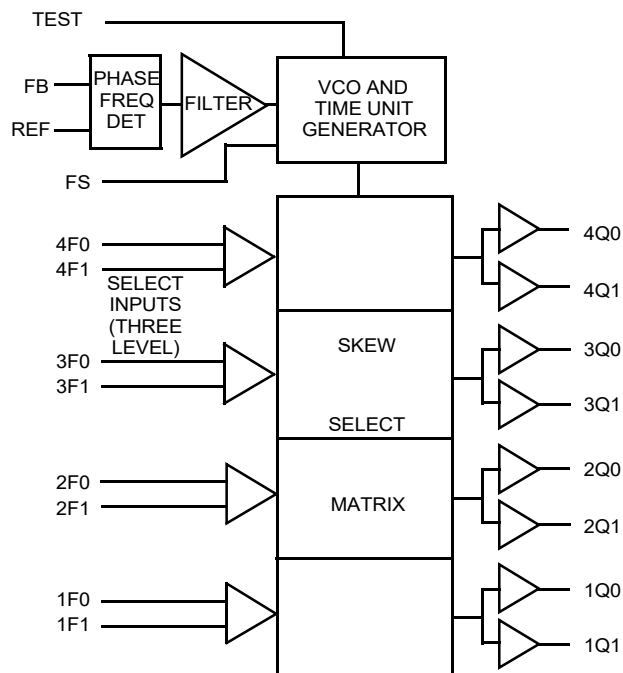 TEST
FB
REF
PHASE
FREQ
DET
FILTER
VCO AND
TIME UNIT
GENERATOR
FS
4F0
4F1
SELECT
INPUTS
(THREE
LEVEL)
3F0
3F1
2F0
2F1
1F0
1F1
SKEW
SELECT
MATRIX
4Q0
4Q1
3Q0
3Q1
2Q0
2Q1
1Q0
1Q1